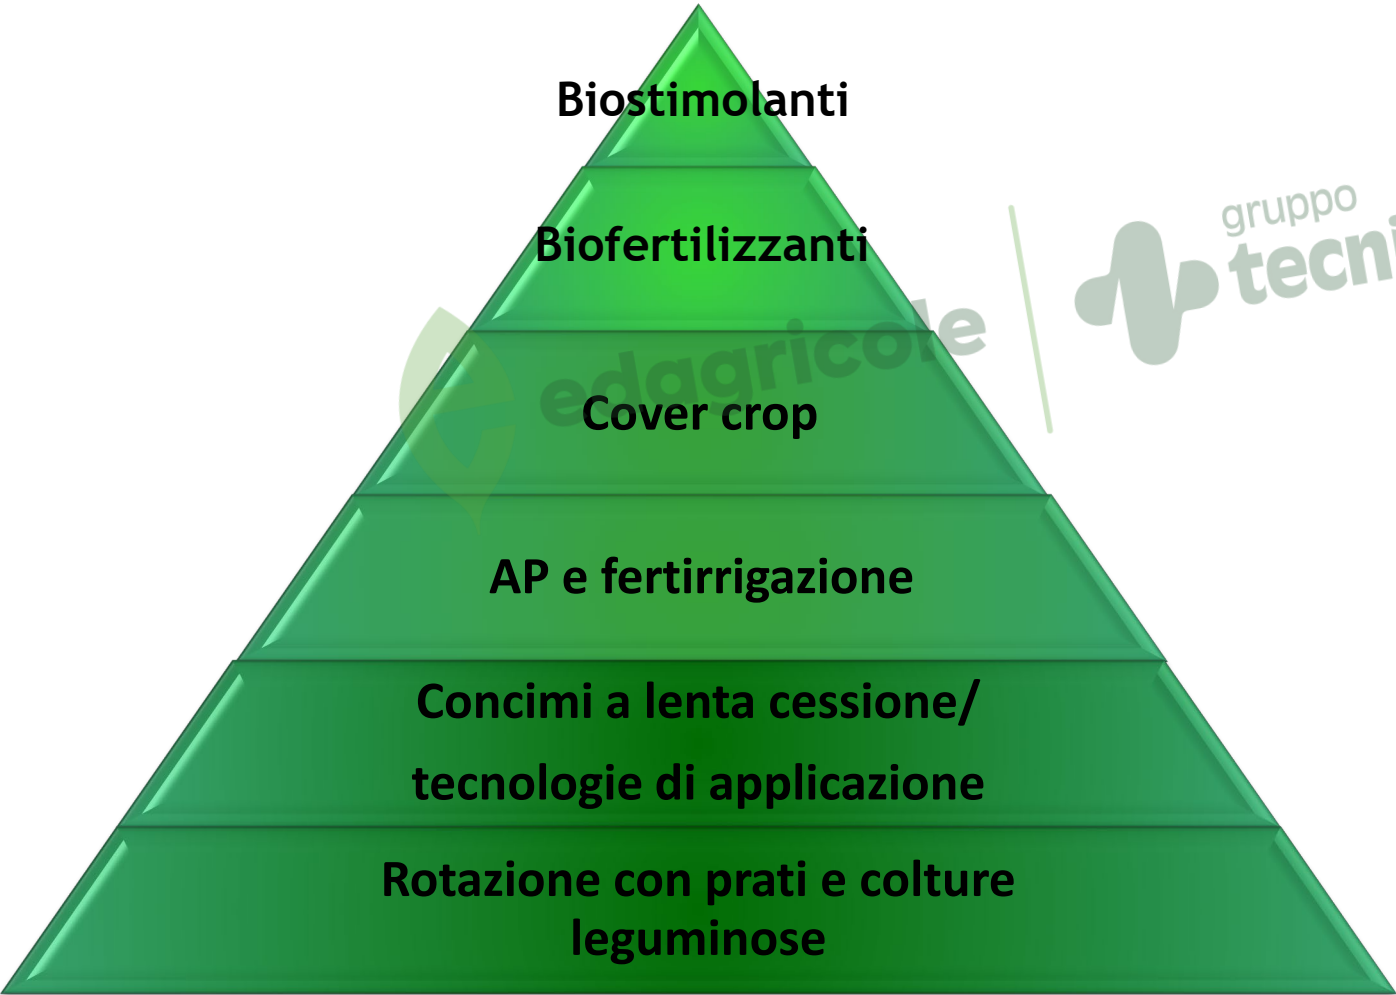 Biostimolanti
gruppo
Biofertilizzanti
edagricole
Cover crop
AP e fertirrigazione
Concimi a lenta cessione/
tecnologie di applicazione
Rotazione con prati e colture
leguminose